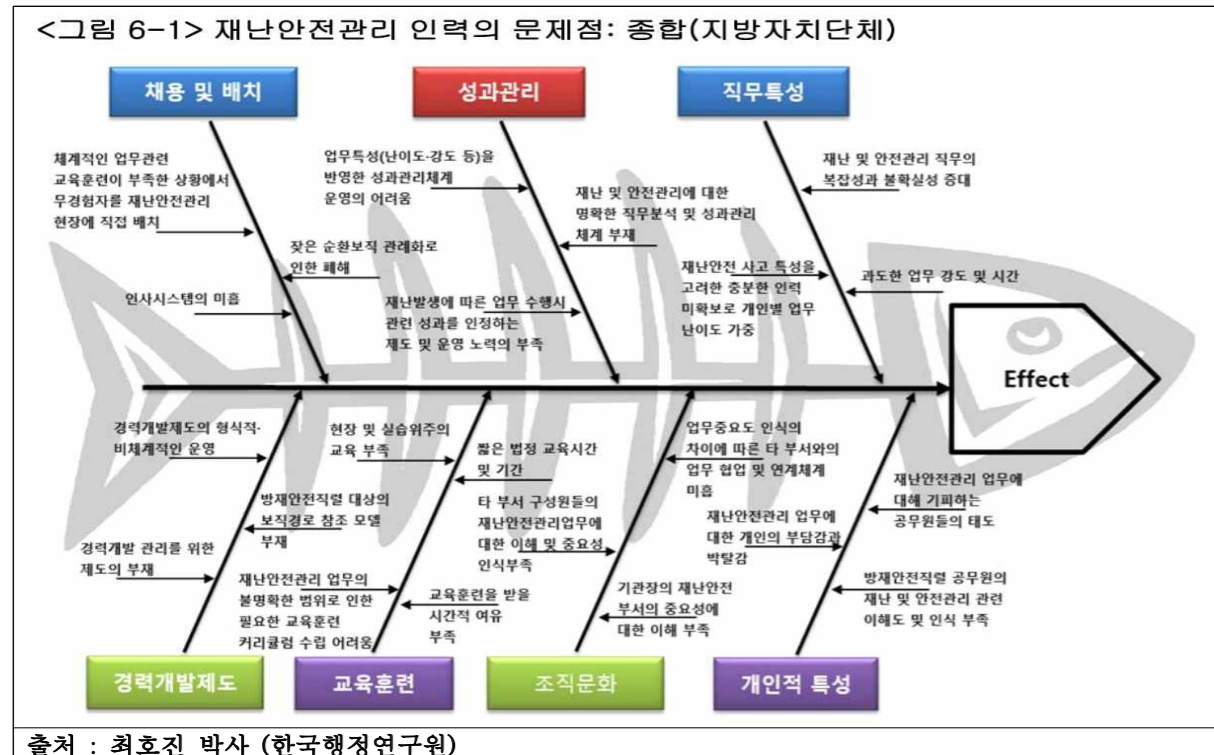 <그림 6-1> 재난안전관리 인력의 문제점: 종합(지방자치단체)
채용 및 배치
성과관리
직무특성
체계적인 업무관련
교육훈련이 부족한 상황에서
무경험자를 재난안전관리
현장에 직접 배치
잦은 순환보직 관례화로
인한 폐해
인사시스템의 미흡
업무특성(난이도·강도 등)을
반영한 성과관리체계
운영의 어려움
재난 및 안전관리에 대한
명확한 직무분석 및 성과관리
체계 부재
재난발생에 따른 업무 수행시
관련 성과를 인정하는
제도 및 운영 노력의 부족
재난 및 안전관리 직무의
복잡성과 불확실성 증대
재난안전 사고 특성을
고려한 충분한 인력
미확보로 개인별 업무
난이도 가중
과도한 업무 강도 및 시간
Effect
경력개발제도의 형식적·
비체계적인 운영
방재안전직렬 대상의
보직경로 참조 모델
부재
경력개발 관리를 위한
제도의 부재
현장 및 실습위주의
교육 부족
짧은 법정 교육시간
및 기간
재난안전관리 업무의
불명확한 범위로 인한
필요한 교육훈련
커리큘럼 수립 어려움
교육훈련을 받을
시간적 여유
부족
업무중요도 인식의
차이에 따른 타 부서와의
업무 협업 및 연계체계
미흡
타 부서 구성원들의
재난안전관리업무에
대한 이해 및 중요성
인식부족
기관장의 재난안전
부서의 중요성에
대한 이해 부족
재난안전관리 업무에
대해 기피하는
공무원들의 태도
재난안전관리 업무에
대한 개인의 부담감과
박탈감
방재안전직렬 공무원의
재난 및 안전관리 관련
이해도 및 인식 부족
경력개발제도
교육훈련
조직문화
개인적 특성
출처 : 최호진 박사 (한국행정연구원)